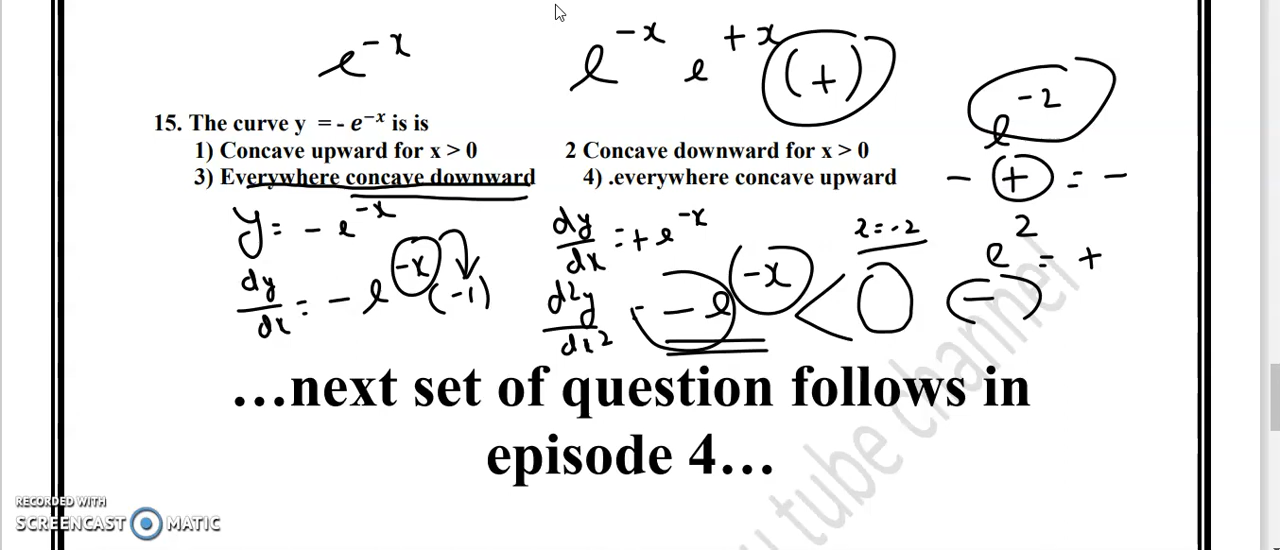 e^{-x} e^{-x} e^{+x} (+)
e^{-2}
15. The curve y = - e^{-x} is is
1) Concave upward for x > 0 2 Concave downward for x > 0
3) Everywhere concave downward 4) .everywhere concave upward
- (+) = -
y = - e^{-x} dy/dx = + e^{-x} x = -2 e^{2} = +
dy/dx = - e^{-x} (-1) d²y/dx² = - e^{-x} < 0 (-)
…next set of question follows in
episode 4…
tube channel
RECORDED WITH
SCREENCAST MATIC